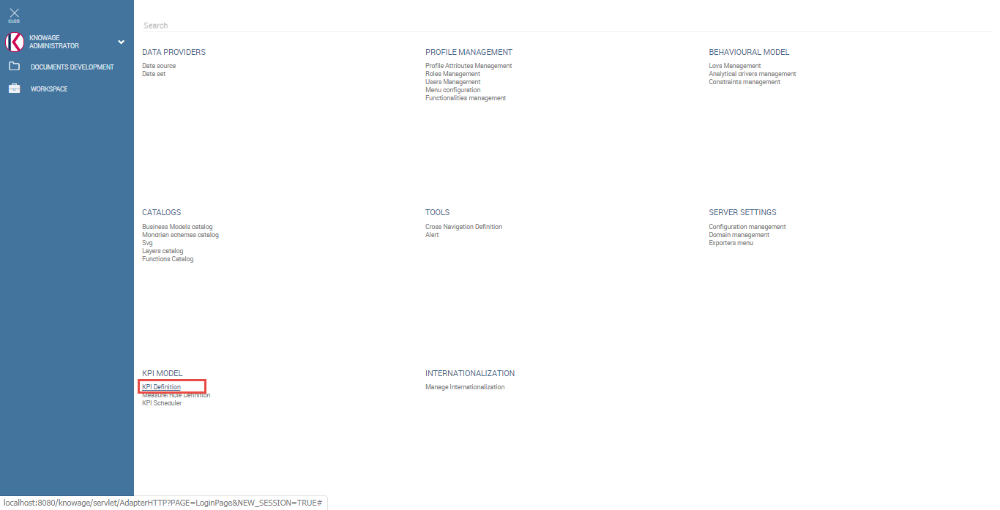 CLOS
KNOWAGE
ADMINISTRATOR
DOCUMENTS DEVELOPMENT
WORKSPACE
Search
DATA PROVIDERS
Data source
Data set
PROFILE MANAGEMENT
Profile Attributes Management
Roles Management
Users Management
Menu configuration
Functionalities management
BEHAVIOURAL MODEL
Lovs Management
Analytical drivers management
Constraints management
CATALOGS
Business Models catalog
Mondrian schemas catalog
Svg
Layers catalog
Functions Catalog
TOOLS
Cross Navigation Definition
Alert
SERVER SETTINGS
Configuration management
Domain management
Exporters menu
KPI MODEL
KPI Definition
Measure/Rule Definition
KPI Scheduler
INTERNATIONALIZATION
Manage Internationalization
localhost:8080/knowage/servlet/AdapterHTTP?PAGE=LoginPage&NEW_SESSION=TRUE#